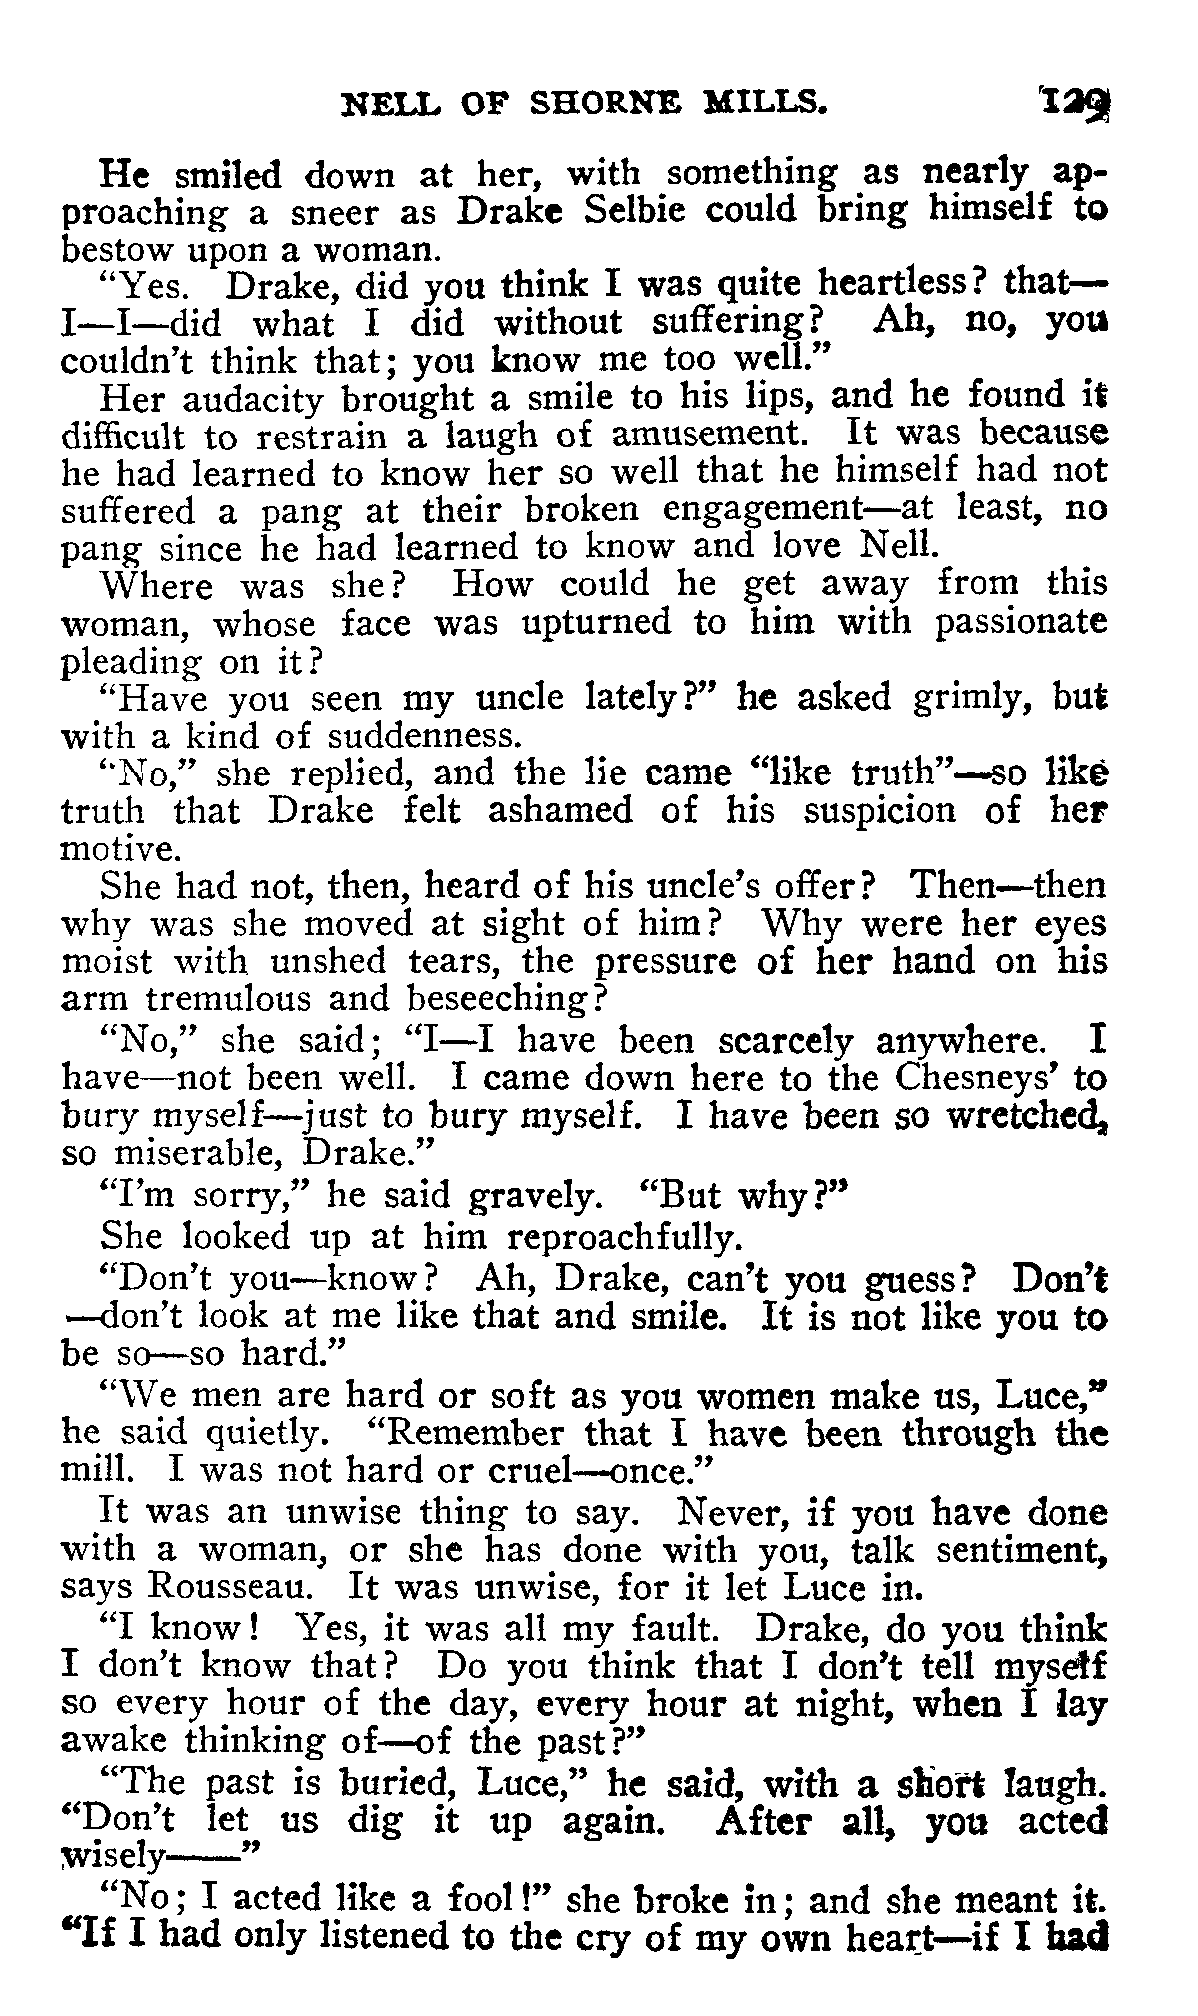 NELL OF SHORNE MILLS. 129
He smiled down at her, with something as nearly ap-
proaching a sneer as Drake Selbie could bring himself to
bestow upon a woman.
"Yes. Drake, did you think I was quite heartless? that—
I—I—did what I did without suffering? Ah, no, you
couldn't think that; you know me too well."
Her audacity brought a smile to his lips, and he found it
difficult to restrain a laugh of amusement. It was because
he had learned to know her so well that he himself had not
suffered a pang at their broken engagement—at least, no
pang since he had learned to know and love Nell.
Where was she? How could he get away from this
woman, whose face was upturned to him with passionate
pleading on it?
"Have you seen my uncle lately?" he asked grimly, but
with a kind of suddenness.
"No," she replied, and the lie came "like truth"—so like
truth that Drake felt ashamed of his suspicion of her
motive.
She had not, then, heard of his uncle's offer? Then—then
why was she moved at sight of him? Why were her eyes
moist with unshed tears, the pressure of her hand on his
arm tremulous and beseeching?
"No," she said; "I—I have been scarcely anywhere. I
have—not been well. I came down here to the Chesneys' to
bury myself—just to bury myself. I have been so wretched,
so miserable, Drake."
"I'm sorry," he said gravely. "But why?"
She looked up at him reproachfully.
"Don't you—know? Ah, Drake, can't you guess? Don't
—don't look at me like that and smile. It is not like you to
be so—so hard."
"We men are hard or soft as you women make us, Luce,"
he said quietly. "Remember that I have been through the
mill. I was not hard or cruel—once."
It was an unwise thing to say. Never, if you have done
with a woman, or she has done with you, talk sentiment,
says Rousseau. It was unwise, for it let Luce in.
"I know! Yes, it was all my fault. Drake, do you think
I don't know that? Do you think that I don't tell myself
so every hour of the day, every hour at night, when I lay
awake thinking of—of the past?"
"The past is buried, Luce," he said, with a short laugh.
"Don't let us dig it up again. After all, you acted
wisely——"
"No; I acted like a fool!" she broke in; and she meant it.
"If I had only listened to the cry of my own heart—if I had